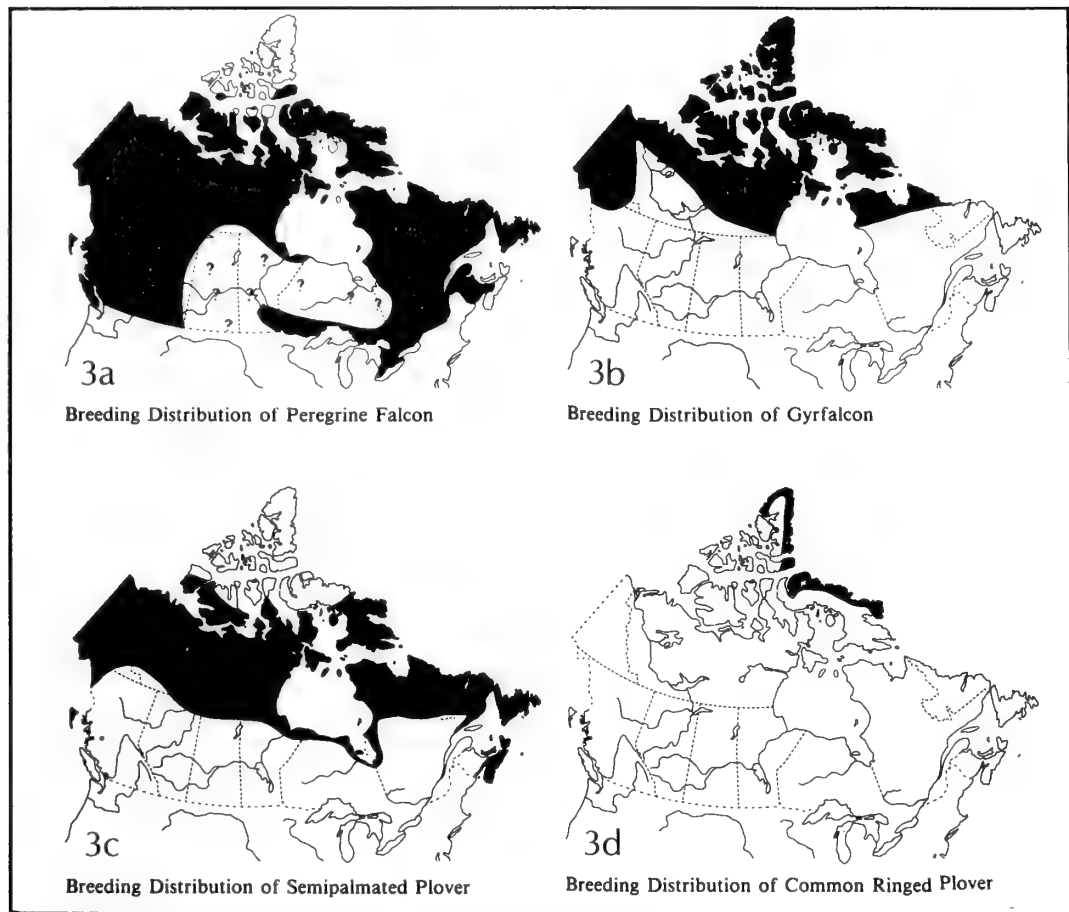 ? ? ?
? ? ? ?
?
3a
Breeding Distribution of Peregrine Falcon
3b
Breeding Distribution of Gyrfalcon
3c
Breeding Distribution of Semipalmated Plover
3d
Breeding Distribution of Common Ringed Plover